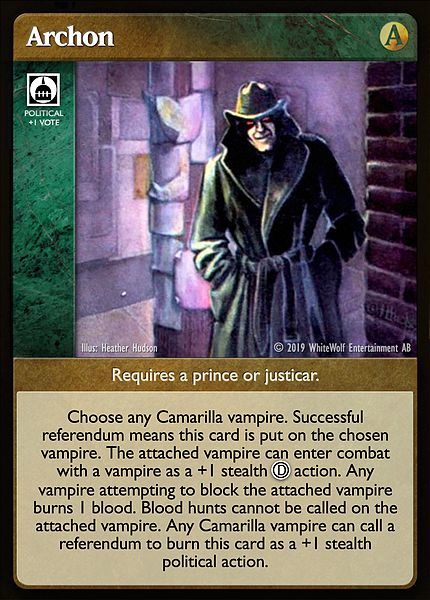 Archon
A
POLITICAL
+1 VOTE
Illus: Heather Hudson
© 2019 WhiteWolf Entertainment AB
Requires a prince or justicar.
Choose any Camarilla vampire. Successful
referendum means this card is put on the chosen
vampire. The attached vampire can enter combat
with a vampire as a +1 stealth Ⓓ action. Any
vampire attempting to block the attached vampire
burns 1 blood. Blood hunts cannot be called on the
attached vampire. Any Camarilla vampire can call a
referendum to burn this card as a +1 stealth
political action.